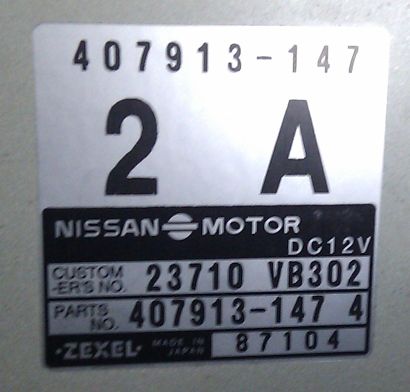 407913-147
2 A
NISSAN MOTOR
DC12V
CUSTOM
-ER'S NO. 23710 VB302
PARTS
NO. 407913-147 4
·ZEXEL· MADE IN
JAPAN 87104